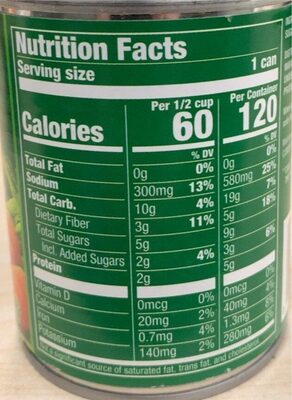 Nutrition Facts
Serving size 1 can
Per 1/2 cup Per Container
Calories 60 120
% DV % DV
Total Fat 0g 0% 0g 0%
Sodium 300mg 13% 580mg 25%
Total Carb. 10g 4% 19g 7%
Dietary Fiber 3g 11% 5g 18%
Total Sugars 5g 9g
Incl. Added Sugars 2g 4% 3g 6%
Protein 2g 5g
Vitamin D 0mcg 0% 0mcg 0%
Calcium 20mg 2% 40mg
Iron 0.7mg 4% 1.3mg
Potassium 140mg 2% 280mg
significant source of saturated fat, trans fat, and cholesterol.